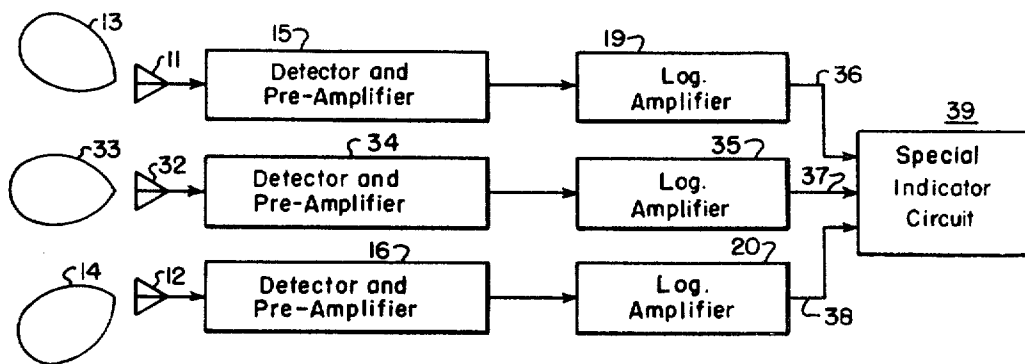 13
11
15
Detector and
Pre-Amplifier
19
Log.
Amplifier
36
39
Special
Indicator
Circuit
33
32
34
Detector and
Pre-Amplifier
35
Log.
Amplifier
37
14
12
16
Detector and
Pre-Amplifier
20
Log.
Amplifier
38